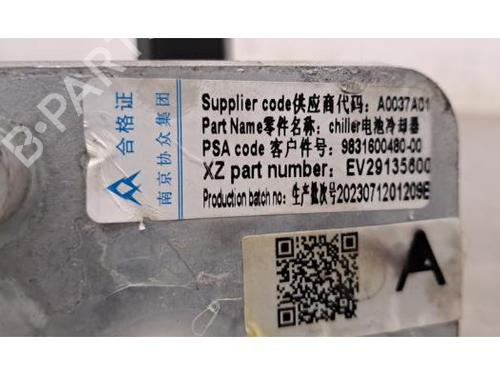 合格证
南京协众集团
Supplier code供应商代码: A0037A01
Part Name零件名称: chiller电池冷却器
PSA code 客户件号: 9831600480-00
XZ part number: EV29135600
Production batch no: 生产批次号2023071201209E
A
B-PARTS